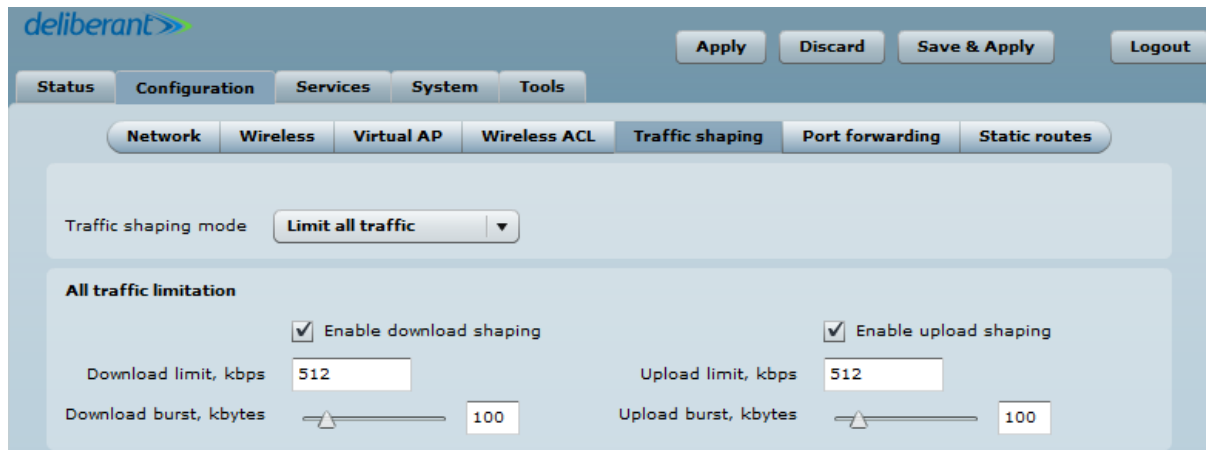 deliberant
Apply Discard Save & Apply Logout
Status Configuration Services System Tools
Network Wireless Virtual AP Wireless ACL Traffic shaping Port forwarding Static routes
Traffic shaping mode Limit all traffic
All traffic limitation
Enable download shaping Enable upload shaping
Download limit, kbps 512 Upload limit, kbps 512
Download burst, kbytes 100 Upload burst, kbytes 100